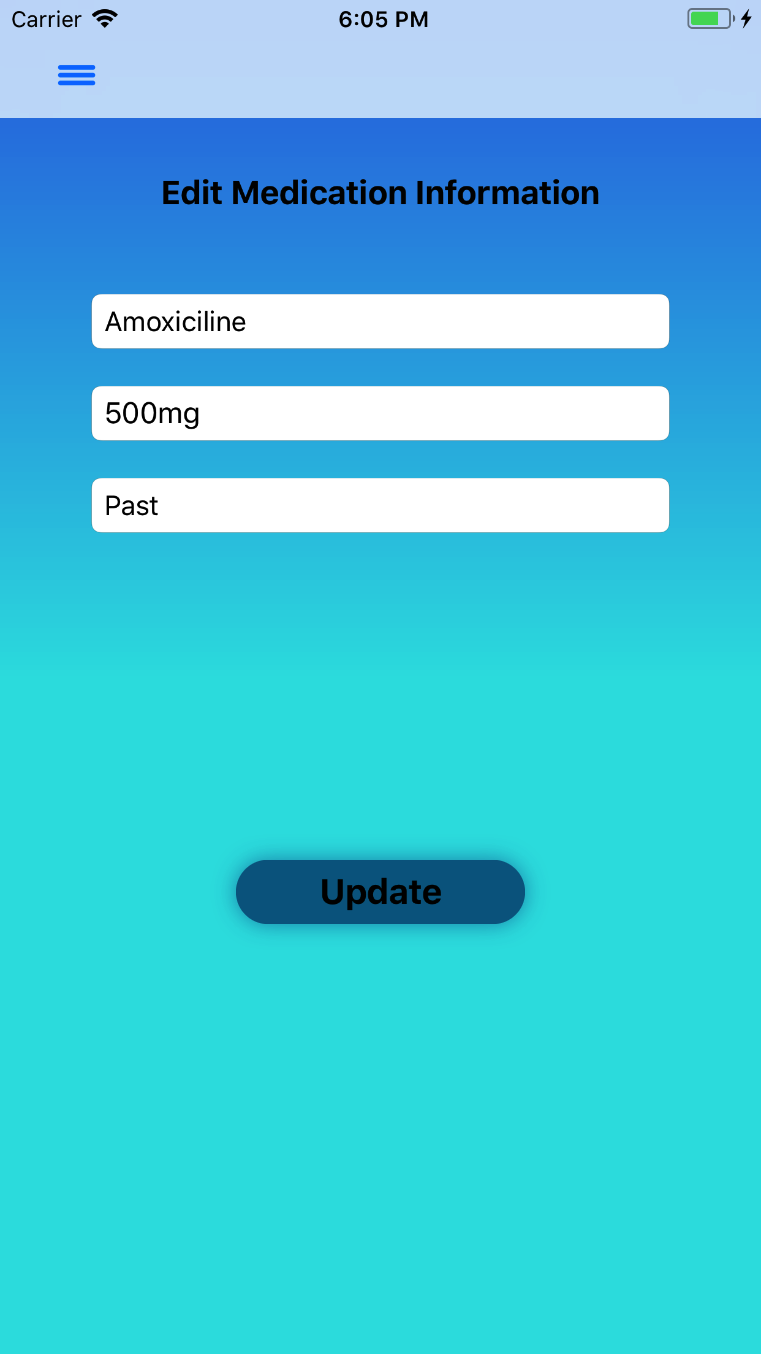 Carrier 6:05 PM
Edit Medication Information
Amoxiciline
500mg
Past
Update